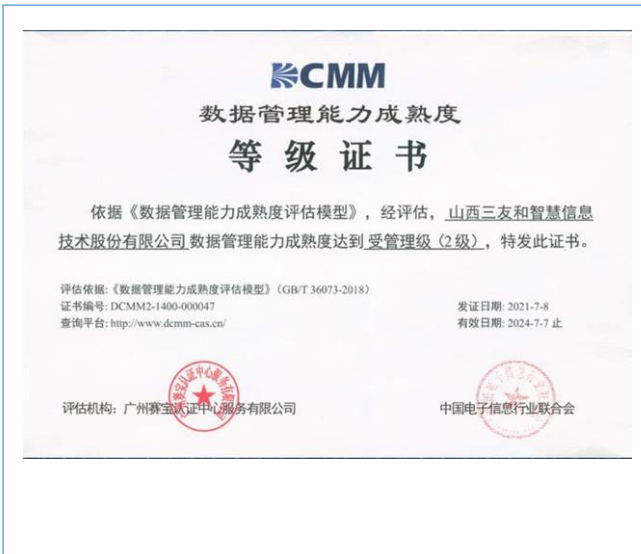 DCMM
数据管理能力成熟度
等级证书
依据《数据管理能力成熟度评估模型》，经评估，山西三友和智慧信息
技术股份有限公司数据管理能力成熟度达到受管理级（2级），特发此证书。
评估依据:《数据管理能力成熟度评估模型》（GB/T 36073-2018）
证书编号: DCMM2-1400-000047
发证日期: 2021-7-8
查询平台: http://www.dcmm-cas.cn/
有效日期: 2024-7-7 止
评估机构：广州赛宝认证中心服务有限公司
中国电子信息行业联合会